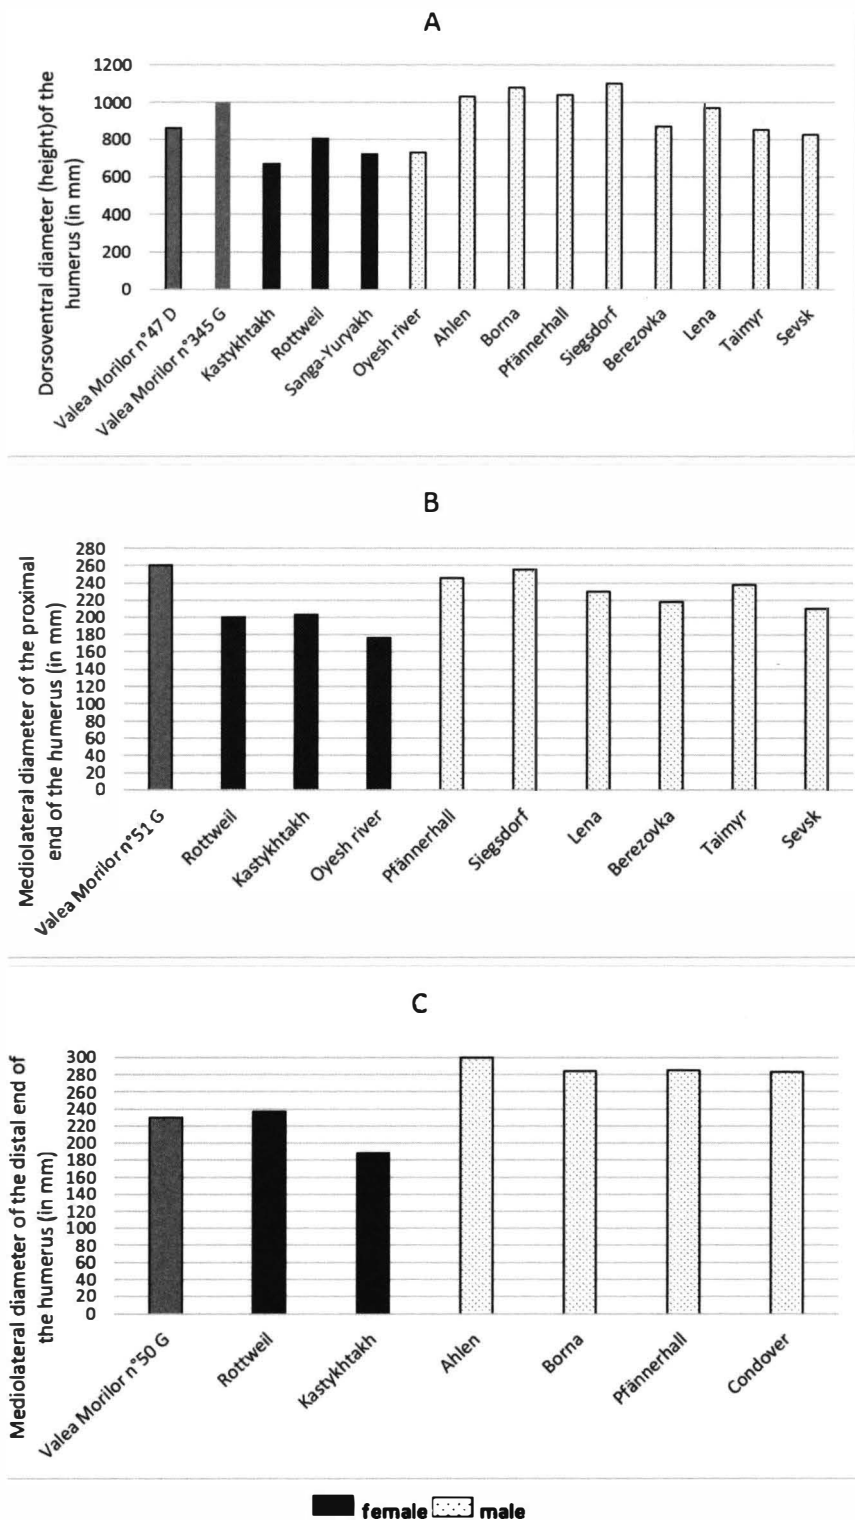 A
Dorsoventral diameter (height)of the
humerus (in mm)
1200
1000
800
600
400
200
0
Valea Morilor n°47 D
Valea Morilor n°345 G
Kastykhtakh
Rottweil
Sanga-Yuryakh
Oyesh river
Ahlen
Borna
Pfännerhall
Siegsdorf
Berezovka
Lena
Taimyr
Sevsk
B
Mediolateral diameter of the proximal
end of the humerus (in mm)
280
260
240
220
200
180
160
140
120
100
80
60
40
20
0
Valea Morilor n°51 G
Rottweil
Kastykhtakh
Oyesh river
Pfännerhall
Siegsdorf
Lena
Berezovka
Taimyr
Sevsk
C
Mediolateral diameter of the distal end of
the humerus (in mm)
300
280
260
240
220
200
180
160
140
120
100
80
60
40
20
0
Valea Morilor n°50 G
Rottweil
Kastykhtakh
Ahlen
Borna
Pfännerhall
Condover
female male